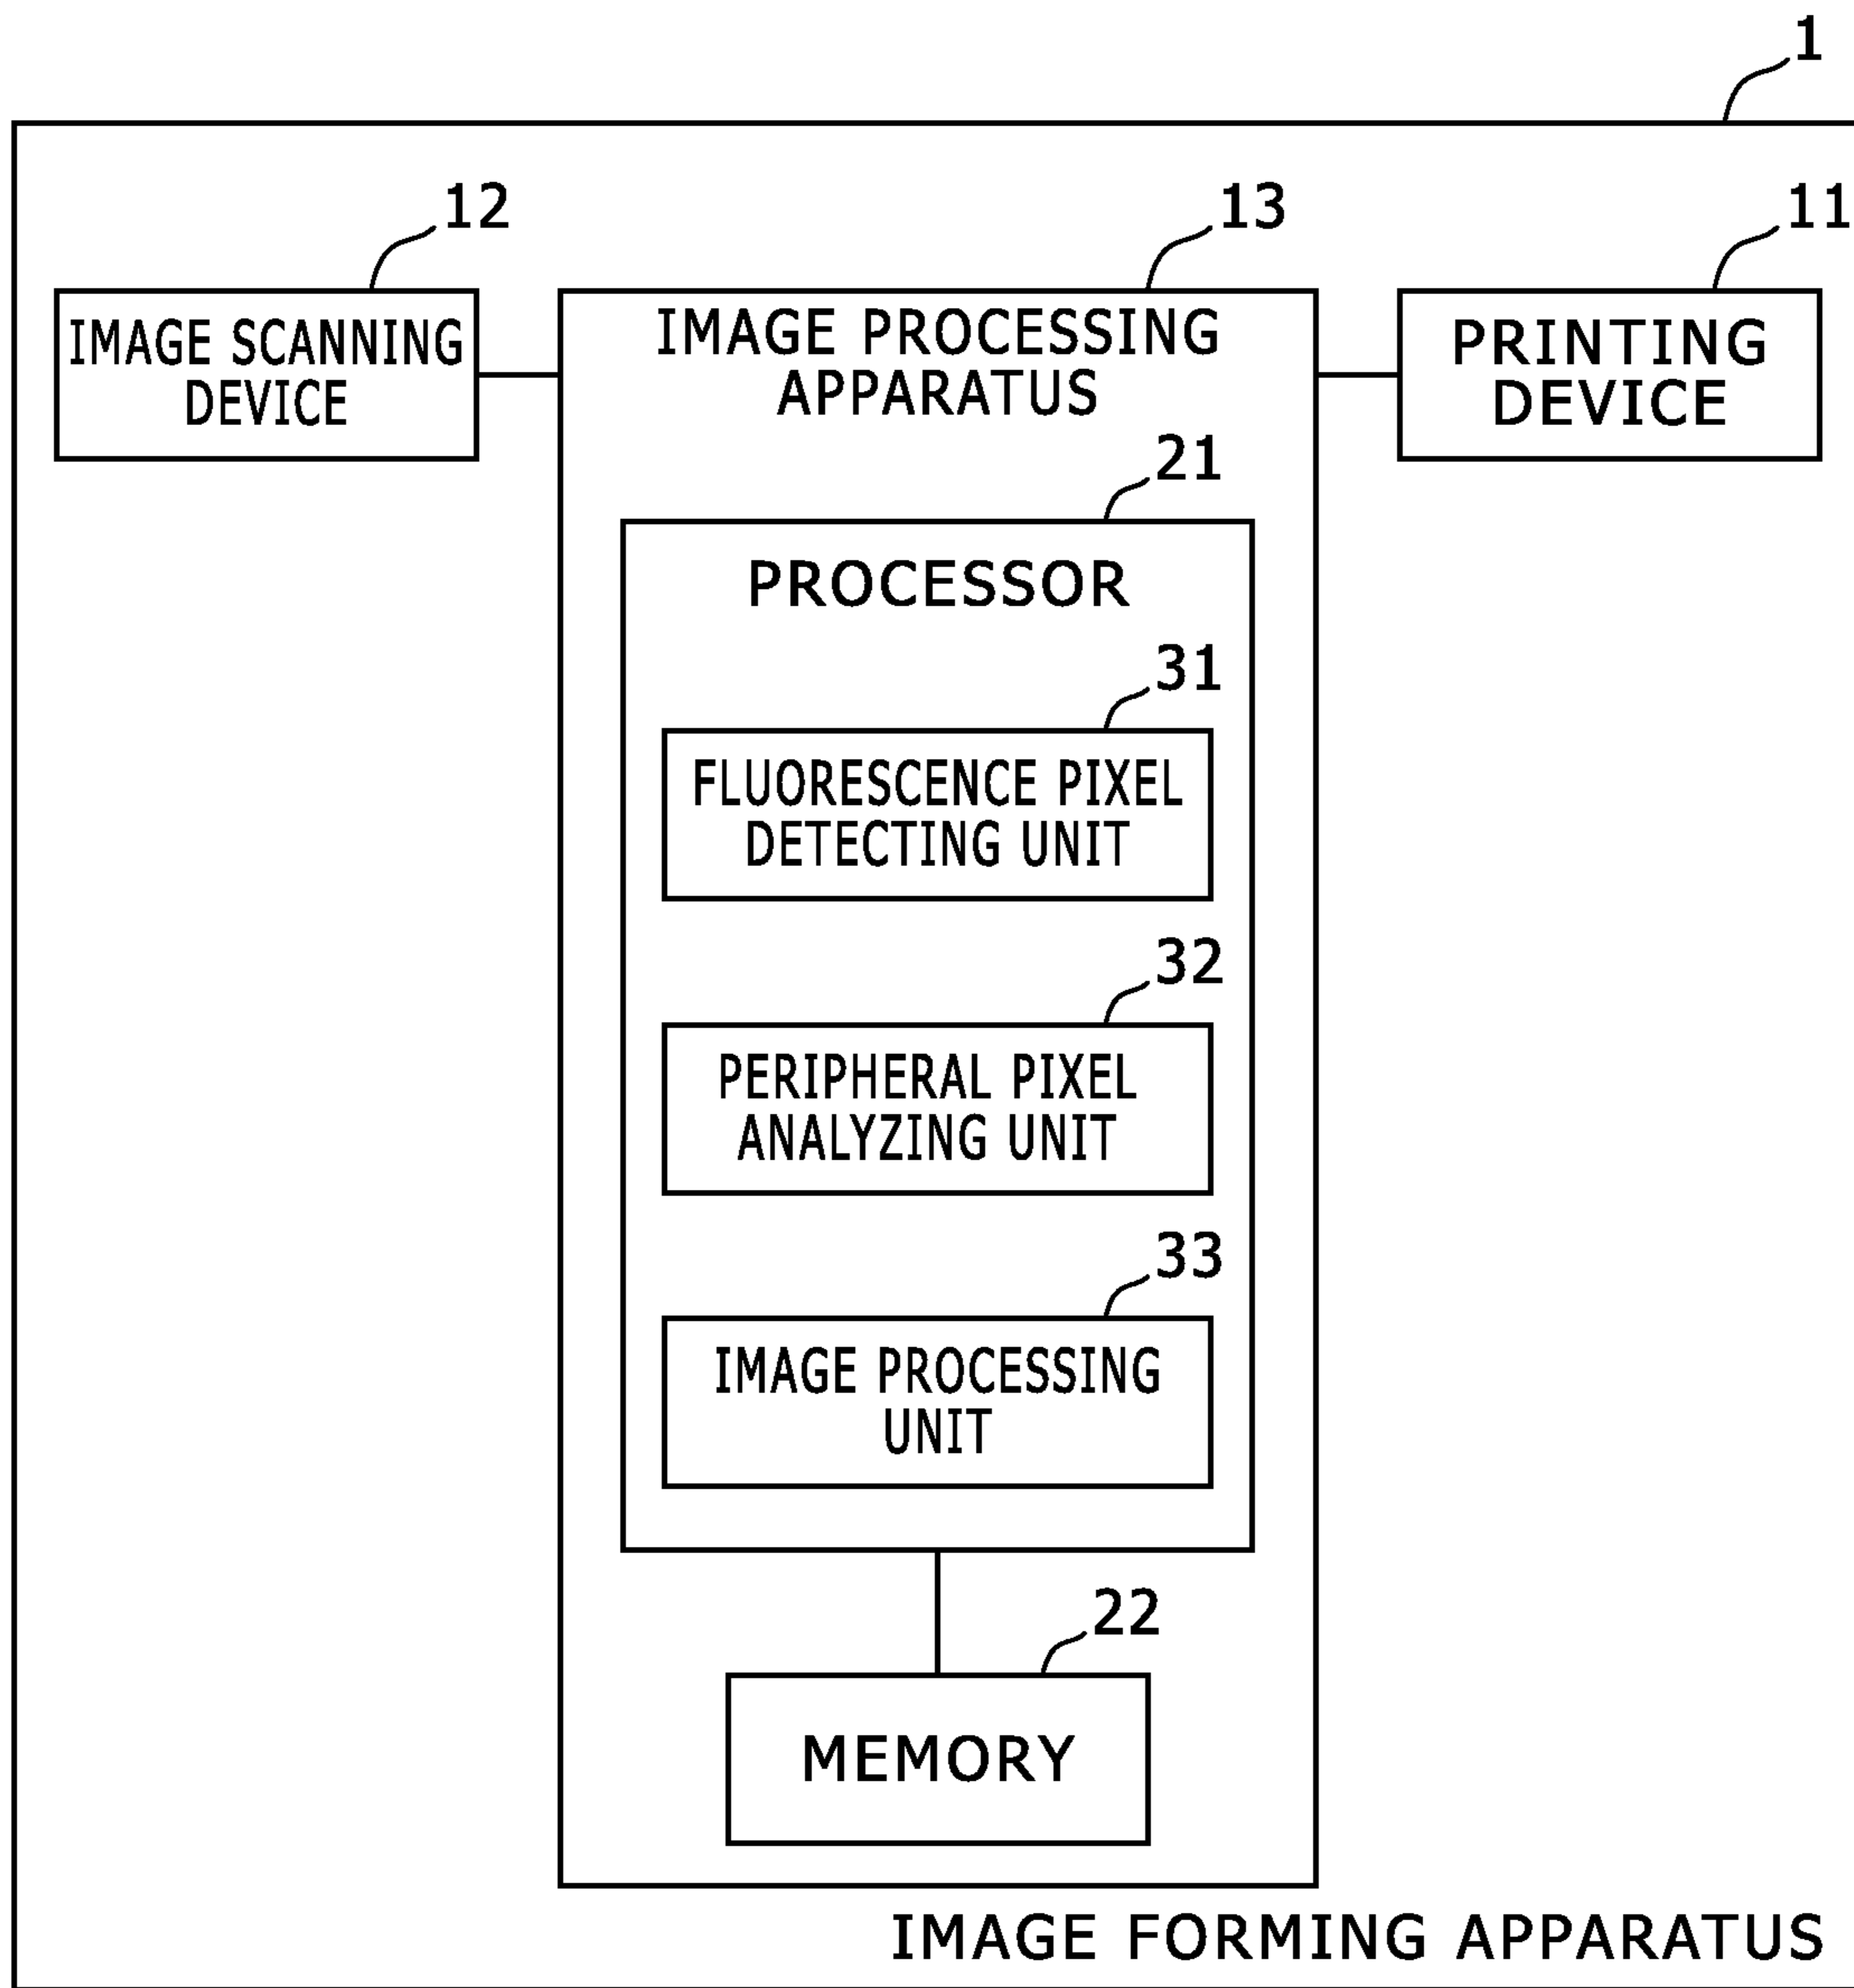 1
12
13
11
IMAGE SCANNING
DEVICE
IMAGE PROCESSING
APPARATUS
PRINTING
DEVICE
21
PROCESSOR
31
FLUORESCENCE PIXEL
DETECTING UNIT
32
PERIPHERAL PIXEL
ANALYZING UNIT
33
IMAGE PROCESSING
UNIT
22
MEMORY
IMAGE FORMING APPARATUS